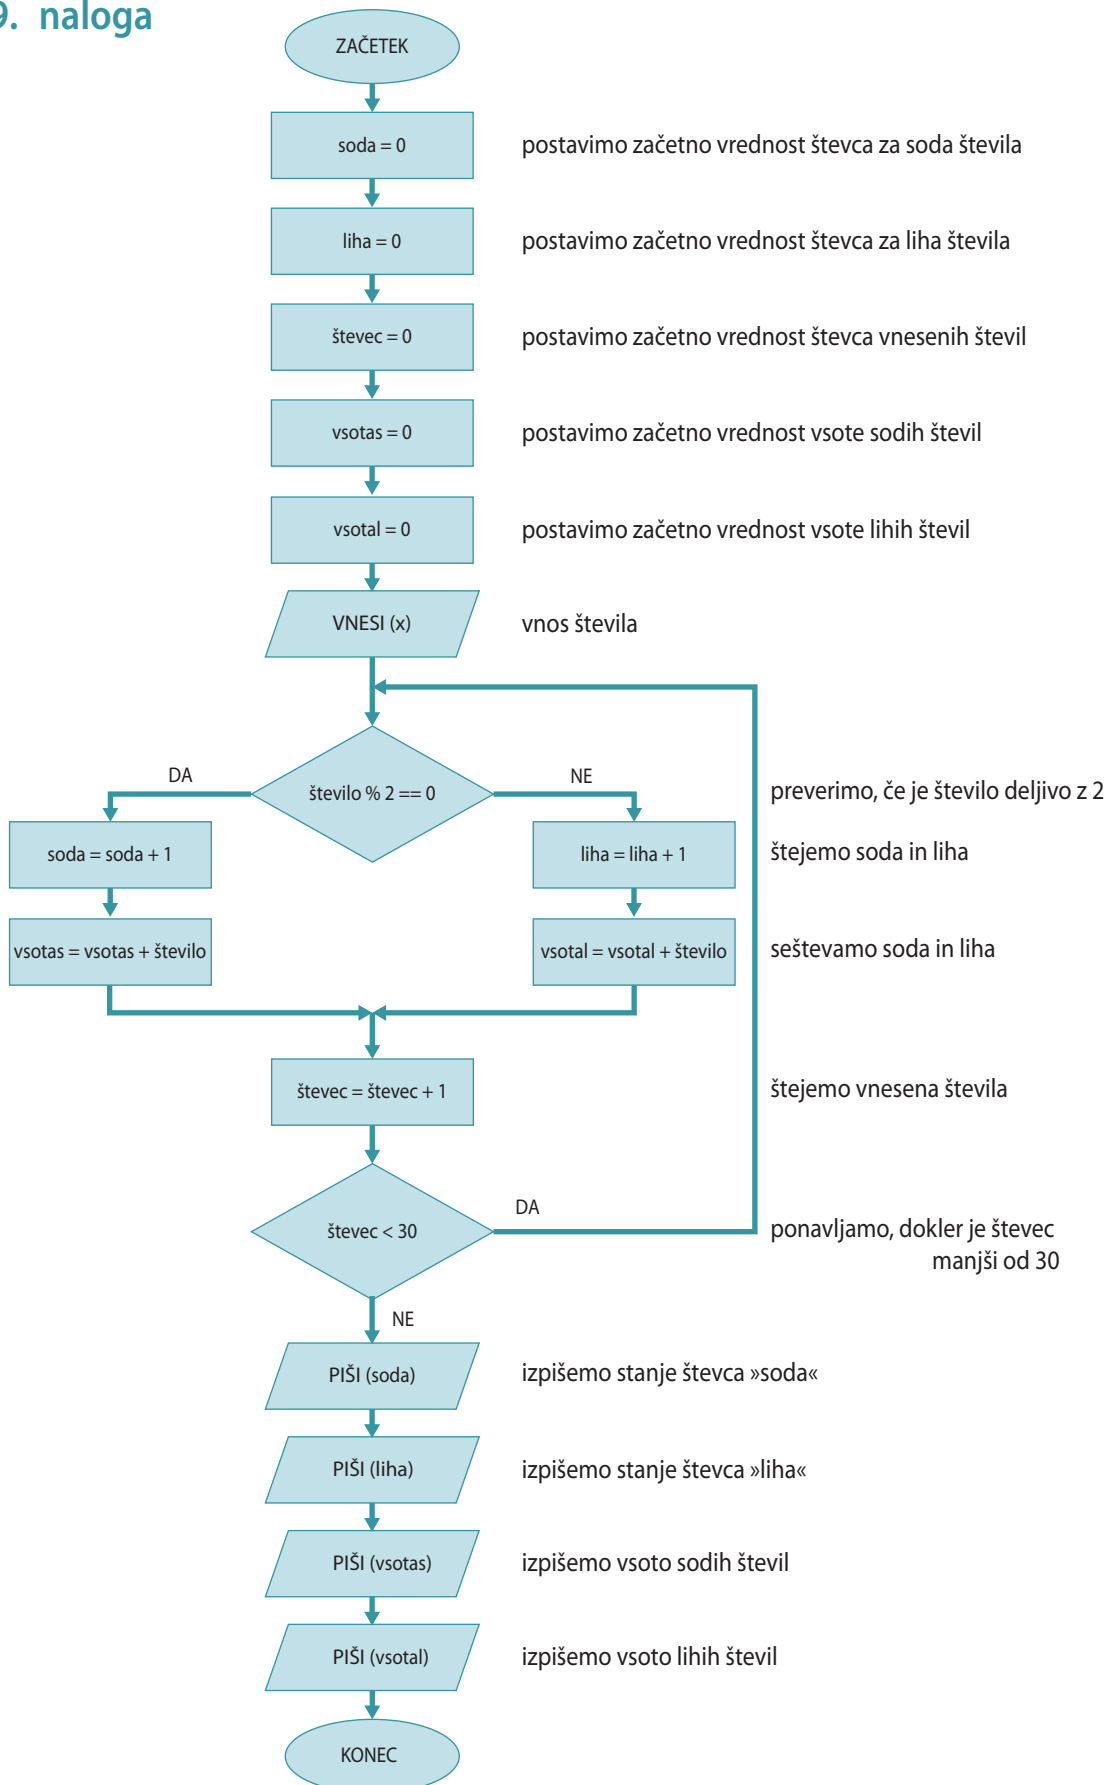 9. naloga
ZAČETEK
soda = 0
postavimo začetno vrednost števca za soda števila
liha = 0
postavimo začetno vrednost števca za liha števila
števec = 0
postavimo začetno vrednost števca vnesenih števil
vsotas = 0
postavimo začetno vrednost vsote sodih števil
vsotal = 0
postavimo začetno vrednost vsote lihih števil
VNESI (x)
vnos števila
DA
število % 2 == 0
NE
preverimo, če je število deljivo z 2
soda = soda + 1
liha = liha + 1
štejemo soda in liha
vsotas = vsotas + število
vsotal = vsotal + število
seštevamo soda in liha
števec = števec + 1
štejemo vnesena števila
števec < 30
DA
ponavljamo, dokler je števec
manjši od 30
NE
PIŠI (soda)
izpišemo stanje števca »soda«
PIŠI (liha)
izpišemo stanje števca »liha«
PIŠI (vsotas)
izpišemo vsoto sodih števil
PIŠI (vsotal)
izpišemo vsoto lihih števil
KONEC